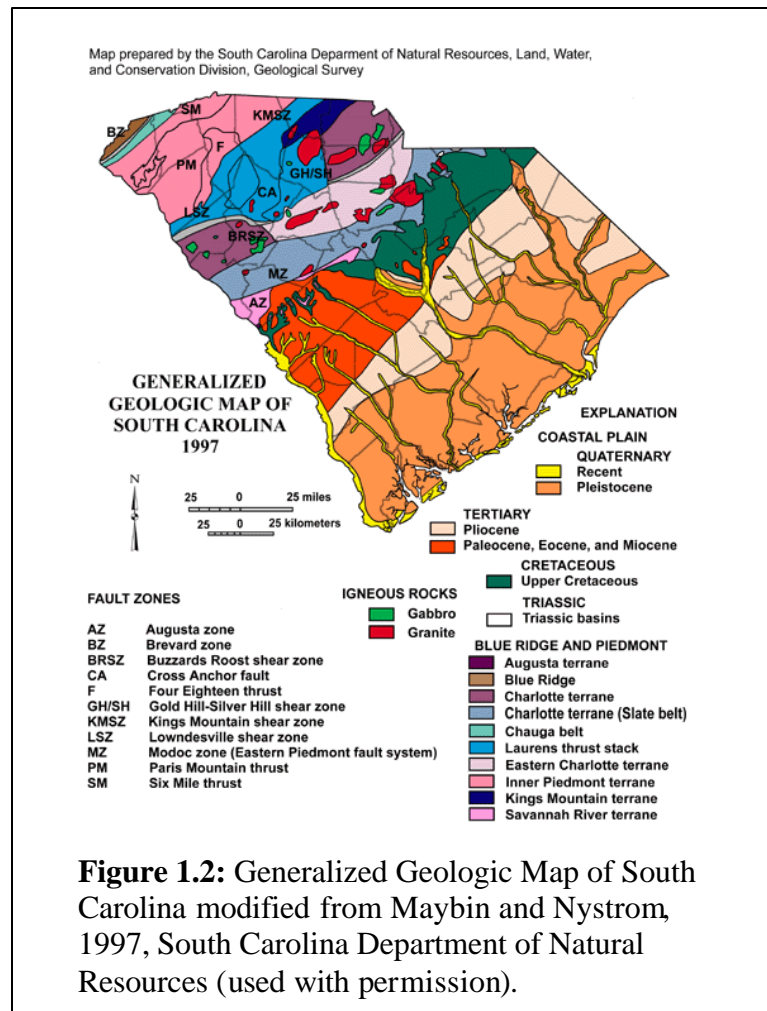 Map prepared by the South Carolina Deparment of Natural Resources, Land, Water,
and Conservation Division, Geological Survey
SM
BZ
KMSZ
F
PM
GH/SH
CA
LSZ
BRSZ
MZ
AZ
GENERALIZED
GEOLOGIC MAP OF
SOUTH CAROLINA
1997
N
25 0 25 miles
25 0 25 kilometers
EXPLANATION
COASTAL PLAIN
QUATERNARY
Recent
Pleistocene
TERTIARY
Pliocene
Paleocene, Eocene, and Miocene
CRETACEOUS
Upper Cretaceous
TRIASSIC
Triassic basins
IGNEOUS ROCKS
Gabbro
Granite
BLUE RIDGE AND PIEDMONT
Augusta terrane
Blue Ridge
Charlotte terrane
Charlotte terrane (Slate belt)
Chauga belt
Laurens thrust stack
Eastern Charlotte terrane
Inner Piedmont terrane
Kings Mountain terrane
Savannah River terrane
FAULT ZONES
AZ Augusta zone
BZ Brevard zone
BRSZ Buzzards Roost shear zone
CA Cross Anchor fault
F Four Eighteen thrust
GH/SH Gold Hill-Silver Hill shear zone
KMSZ Kings Mountain shear zone
LSZ Lowndesville shear zone
MZ Modoc zone (Eastern Piedmont fault system)
PM Paris Mountain thrust
SM Six Mile thrust
Figure 1.2: Generalized Geologic Map of South
Carolina modified from Maybin and Nystrom,
1997, South Carolina Department of Natural
Resources (used with permission).